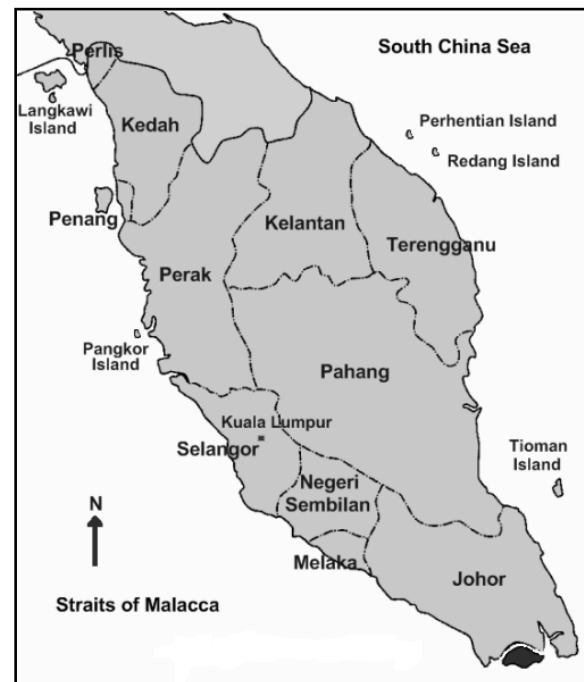 South China Sea
Perlis
Langkawi
Island
Kedah
Perhentian Island
Redang Island
Penang
Kelantan
Terengganu
Perak
Pangkor
Island
Pahang
Kuala Lumpur
Selangor
Tioman
Island
Negeri
Sembilan
N
Melaka
Johor
Straits of Malacca